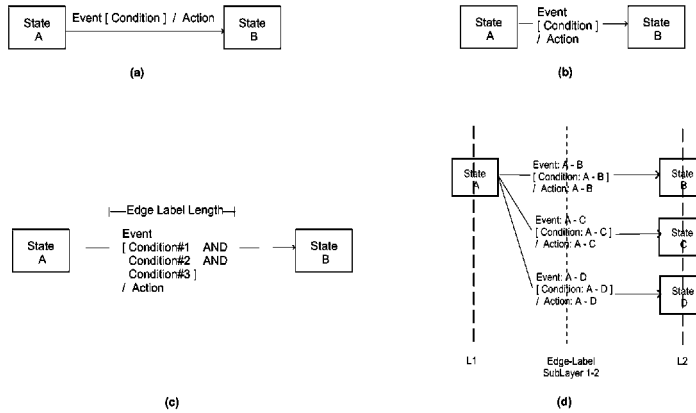 State
A
Event [ Condition ] / Action
State
B
(a)
State
A
Event
[ Condition ]
/ Action
State
B
(b)
Edge Label Length
State
A
Event
[ Condition#1 AND
Condition#2 AND
Condition#3 ]
/ Action
State
B
(c)
State
A
Event: A - B
[ Condition: A - B ]
/ Action: A - B
State
B
Event: A - C
[ Condition: A - C ]
/ Action: A - C
State
C
Event: A - D
[ Condition: A - D ]
/ Action: A - D
State
D
L1
Edge-Label
SubLayer 1-2
L2
(d)